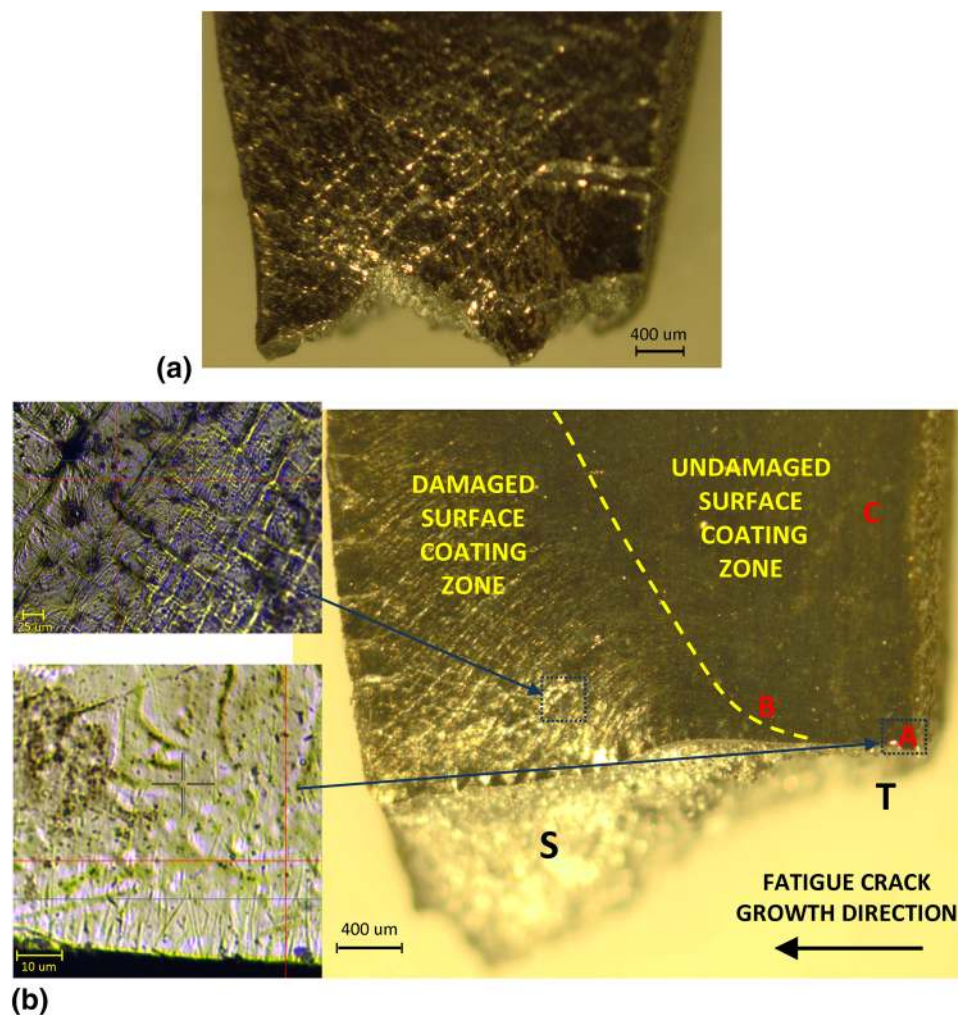 400 um
(a)
25 um
10 um
DAMAGED
SURFACE
COATING
ZONE
UNDAMAGED
SURFACE
COATING
ZONE
C
B
A
T
S
FATIGUE CRACK
GROWTH DIRECTION
400 um
(b)